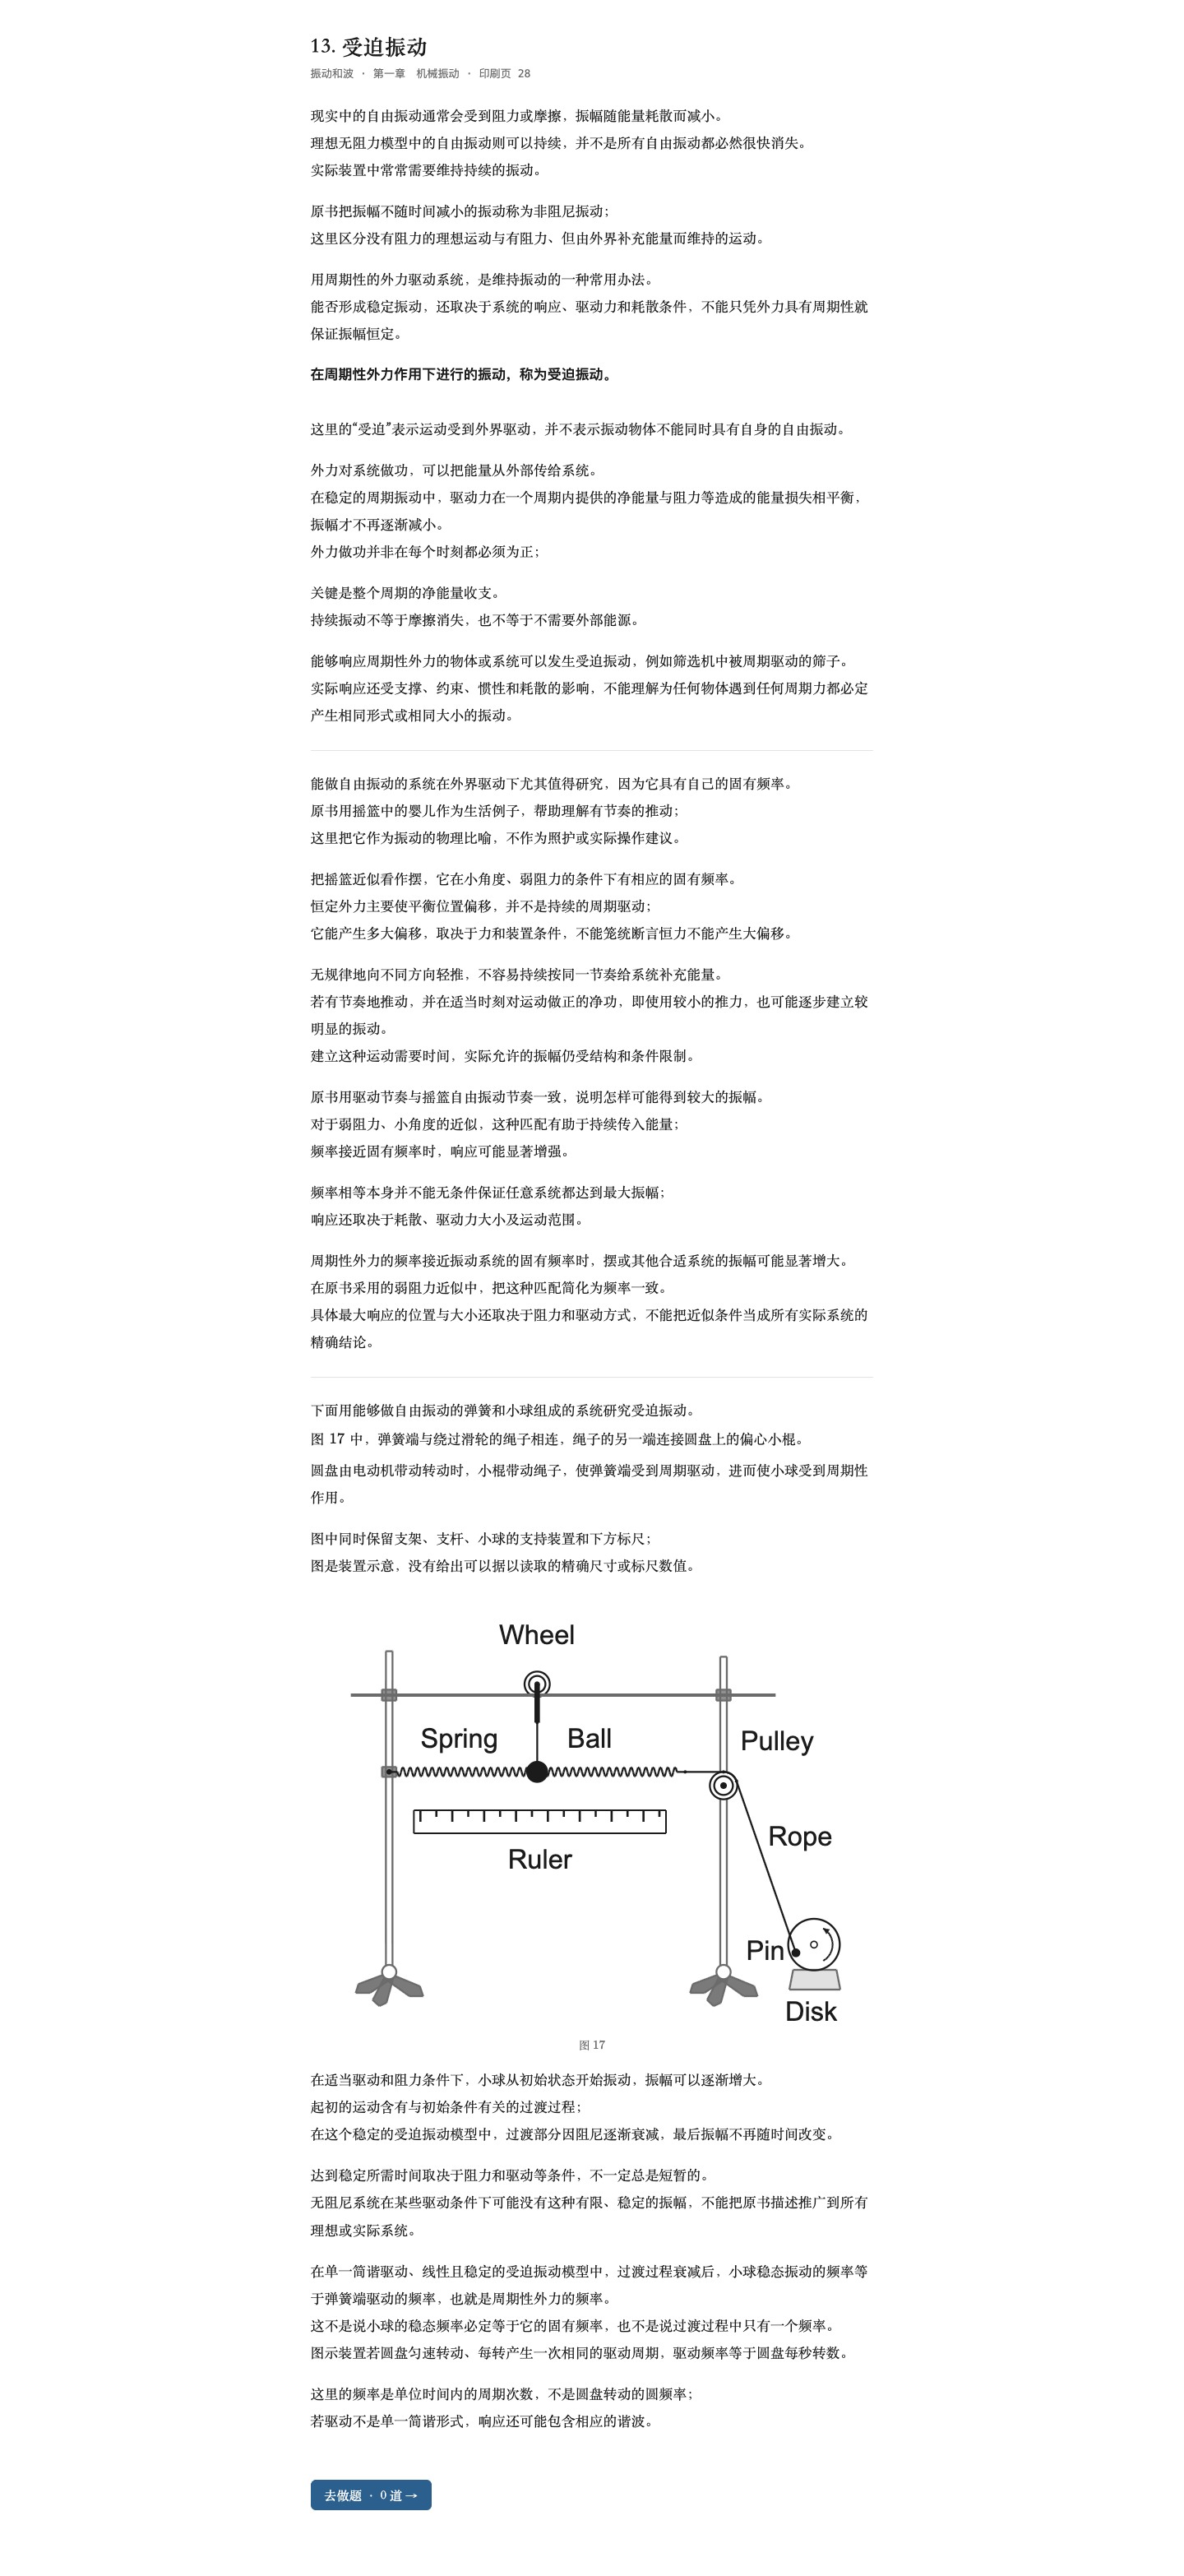 13. 受迫振动
振动和波 · 第一章 机械振动 · 印刷页 28
现实中的自由振动通常会受到阻力或摩擦，振幅随能量耗散而减小。
理想无阻力模型中的自由振动则可以持续，并不是所有自由振动都必然很快消失。
实际装置中常常需要维持持续的振动。
原书把振幅不随时间减小的振动称为非阻尼振动；
这里区分没有阻力的理想运动与有阻力、但由外界补充能量而维持的运动。
用周期性的外力驱动系统，是维持振动的一种常用办法。
能否形成稳定振动，还取决于系统的响应、驱动力和耗散条件，不能只凭外力具有周期性就
保证振幅恒定。
在周期性外力作用下进行的振动，称为受迫振动。
这里的“受迫”表示运动受到外界驱动，并不表示振动物体不能同时具有自身的自由振动。
外力对系统做功，可以把能量从外部传给系统。
在稳定的周期振动中，驱动力在一个周期内提供的净能量与阻力等造成的能量损失相平衡，
振幅才不再逐渐减小。
外力做功并非在每个时刻都必须为正；
关键是整个周期的净能量收支。
持续振动不等于摩擦消失，也不等于不需要外部能源。
能够响应周期性外力的物体或系统可以发生受迫振动，例如筛选机中被周期驱动的筛子。
实际响应还受支撑、约束、惯性和耗散的影响，不能理解为任何物体遇到任何周期力都必定
产生相同形式或相同大小的振动。
能做自由振动的系统在外界驱动下尤其值得研究，因为它具有自己的固有频率。
原书用摇篮中的婴儿作为生活例子，帮助理解有节奏的推动；
这里把它作为振动的物理比喻，不作为照护或实际操作建议。
把摇篮近似看作摆，它在小角度、弱阻力的条件下有相应的固有频率。
恒定外力主要使平衡位置偏移，并不是持续的周期驱动；
它能产生多大偏移，取决于力和装置条件，不能笼统断言恒力不能产生大偏移。
无规律地向不同方向轻推，不容易持续按同一节奏给系统补充能量。
若有节奏地推动，并在适当时刻对运动做正的净功，即使用较小的推力，也可能逐步建立较
明显的振动。
建立这种运动需要时间，实际允许的振幅仍受结构和条件限制。
原书用驱动节奏与摇篮自由振动节奏一致，说明怎样可能得到较大的振幅。
对于弱阻力、小角度的近似，这种匹配有助于持续传入能量；
频率接近固有频率时，响应可能显著增强。
频率相等本身并不能无条件保证任意系统都达到最大振幅；
响应还取决于耗散、驱动力大小及运动范围。
周期性外力的频率接近振动系统的固有频率时，摆或其他合适系统的振幅可能显著增大。
在原书采用的弱阻力近似中，把这种匹配简化为频率一致。
具体最大响应的位置与大小还取决于阻力和驱动方式，不能把近似条件当成所有实际系统的
精确结论。
下面用能够做自由振动的弹簧和小球组成的系统研究受迫振动。
图 17 中，弹簧端与绕过滑轮的绳子相连，绳子的另一端连接圆盘上的偏心小棍。
圆盘由电动机带动转动时，小棍带动绳子，使弹簧端受到周期驱动，进而使小球受到周期性
作用。
图中同时保留支架、支杆、小球的支持装置和下方标尺；
图是装置示意，没有给出可以据以读取的精确尺寸或标尺数值。
Wheel
Spring
Ball
Pulley
Rope
Ruler
Pin
Disk
图 17
在适当驱动和阻力条件下，小球从初始状态开始振动，振幅可以逐渐增大。
起初的运动含有与初始条件有关的过渡过程；
在这个稳定的受迫振动模型中，过渡部分因阻尼逐渐衰减，最后振幅不再随时间改变。
达到稳定所需时间取决于阻力和驱动等条件，不一定总是短暂的。
无阻尼系统在某些驱动条件下可能没有这种有限、稳定的振幅，不能把原书描述推广到所有
理想或实际系统。
在单一简谐驱动、线性且稳定的受迫振动模型中，过渡过程衰减后，小球稳态振动的频率等
于弹簧端驱动的频率，也就是周期性外力的频率。
这不是说小球的稳态频率必定等于它的固有频率，也不是说过渡过程中只有一个频率。
图示装置若圆盘匀速转动、每转产生一次相同的驱动周期，驱动频率等于圆盘每秒转数。
这里的频率是单位时间内的周期次数，不是圆盘转动的圆频率；
若驱动不是单一简谐形式，响应还可能包含相应的谐波。
去做题 · 0 道 →